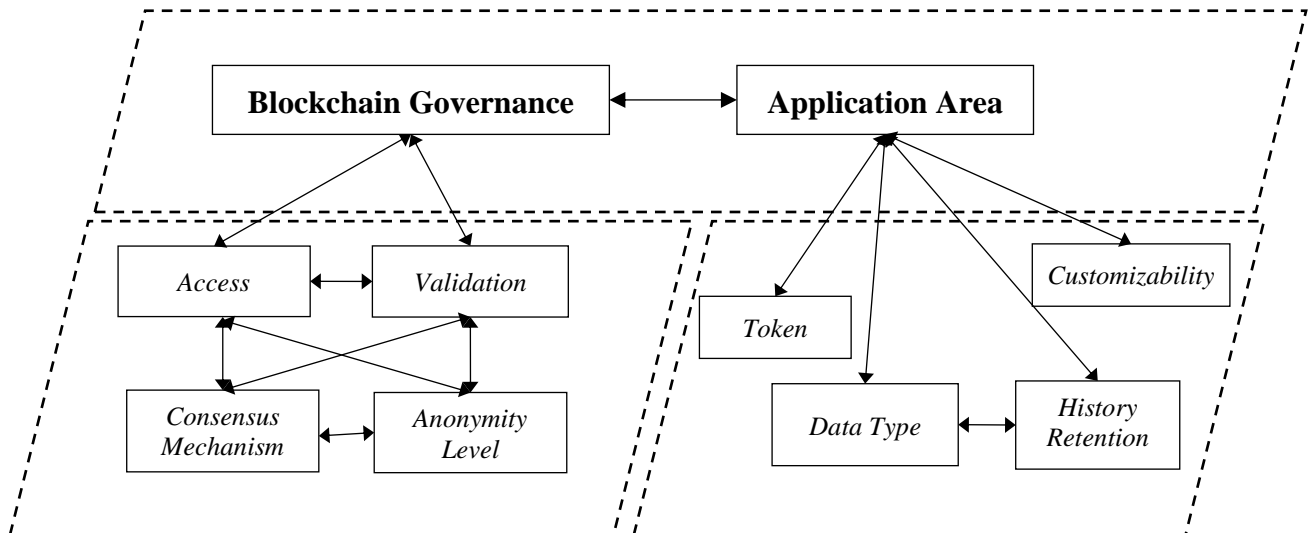 Blockchain Governance
Application Area
Access
Validation
Customizability
Token
Consensus
Mechanism
Anonymity
Level
Data Type
History
Retention